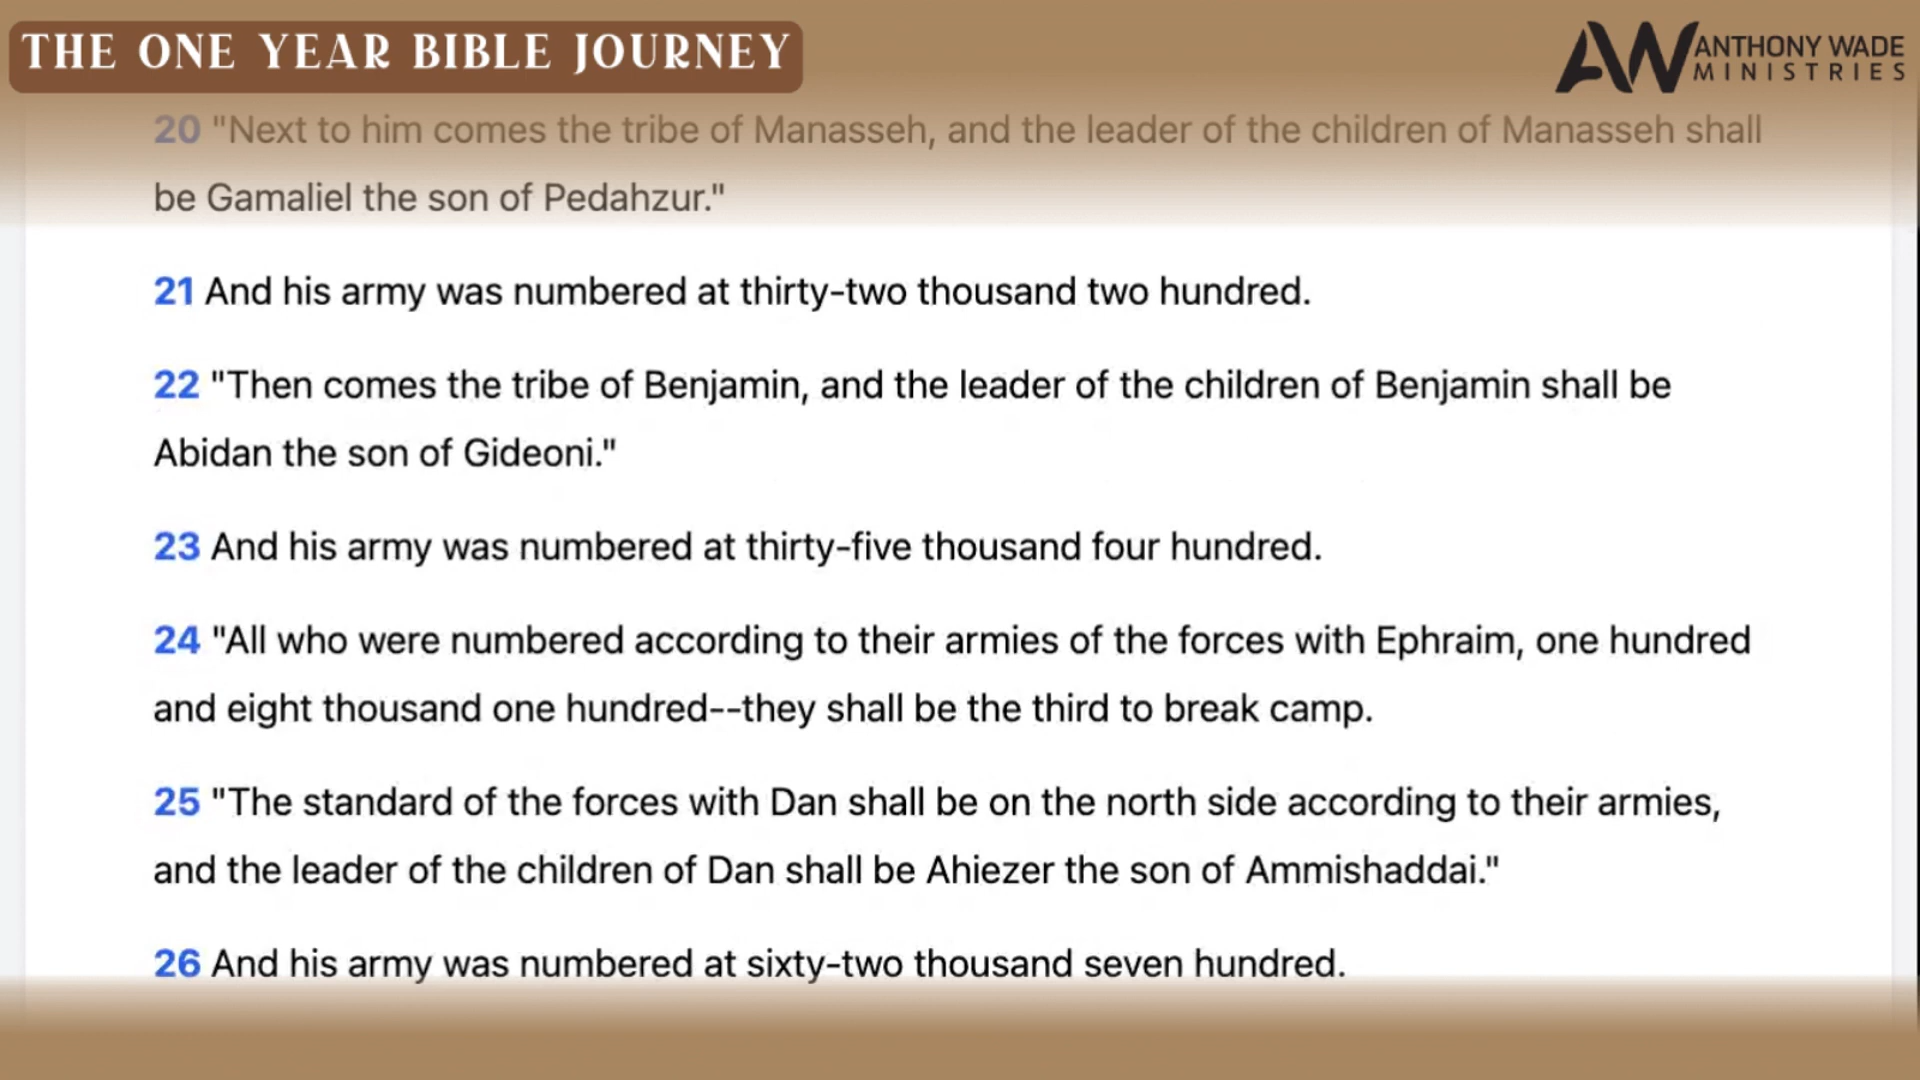 THE ONE YEAR BIBLE JOURNEY
AW ANTHONY WADE
MINISTRIES
20 "Next to him comes the tribe of Manasseh, and the leader of the children of Manasseh shall
be Gamaliel the son of Pedahzur."
21 And his army was numbered at thirty-two thousand two hundred.
22 "Then comes the tribe of Benjamin, and the leader of the children of Benjamin shall be
Abidan the son of Gideoni."
23 And his army was numbered at thirty-five thousand four hundred.
24 "All who were numbered according to their armies of the forces with Ephraim, one hundred
and eight thousand one hundred--they shall be the third to break camp.
25 "The standard of the forces with Dan shall be on the north side according to their armies,
and the leader of the children of Dan shall be Ahiezer the son of Ammishaddai."
26 And his army was numbered at sixty-two thousand seven hundred.